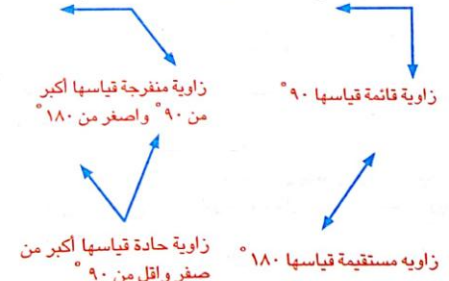 زاوية قائمة قياسها ٩٠°
زاوية منفرجة قياسها أكبر
من ٩٠° واصغر من ١٨٠°
زاويه مستقيمة قياسها ١٨٠°
زاوية حادة قياسها أكبر من
صفر واقل من ٩٠°